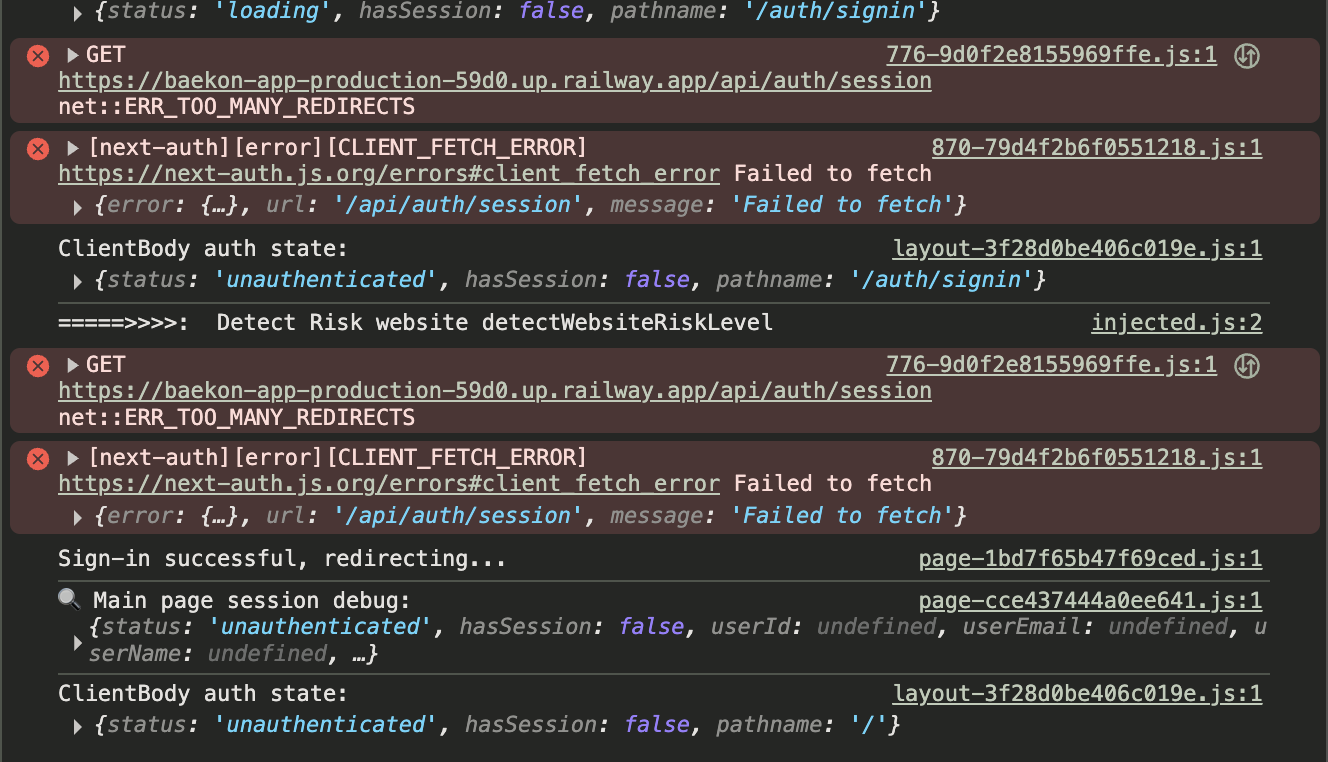 {status: 'loading', hasSession: false, pathname: '/auth/signin'}
GET 776-9d0f2e8155969ffe.js:1
https://baekon-app-production-59d0.up.railway.app/api/auth/session
net::ERR_TOO_MANY_REDIRECTS
[next-auth][error][CLIENT_FETCH_ERROR] 870-79d4f2b6f0551218.js:1
https://next-auth.js.org/errors#client_fetch_error Failed to fetch
{error: {…}, url: '/api/auth/session', message: 'Failed to fetch'}
ClientBody auth state: layout-3f28d0be406c019e.js:1
{status: 'unauthenticated', hasSession: false, pathname: '/auth/signin'}
=====>>>>: Detect Risk website detectWebsiteRiskLevel injected.js:2
GET 776-9d0f2e8155969ffe.js:1
https://baekon-app-production-59d0.up.railway.app/api/auth/session
net::ERR_TOO_MANY_REDIRECTS
[next-auth][error][CLIENT_FETCH_ERROR] 870-79d4f2b6f0551218.js:1
https://next-auth.js.org/errors#client_fetch_error Failed to fetch
{error: {…}, url: '/api/auth/session', message: 'Failed to fetch'}
Sign-in successful, redirecting... page-1bd7f65b47f69ced.js:1
🔍 Main page session debug: page-cce437444a0ee641.js:1
{status: 'unauthenticated', hasSession: false, userId: undefined, userEmail: undefined, u
serName: undefined, …}
ClientBody auth state: layout-3f28d0be406c019e.js:1
{status: 'unauthenticated', hasSession: false, pathname: '/'}